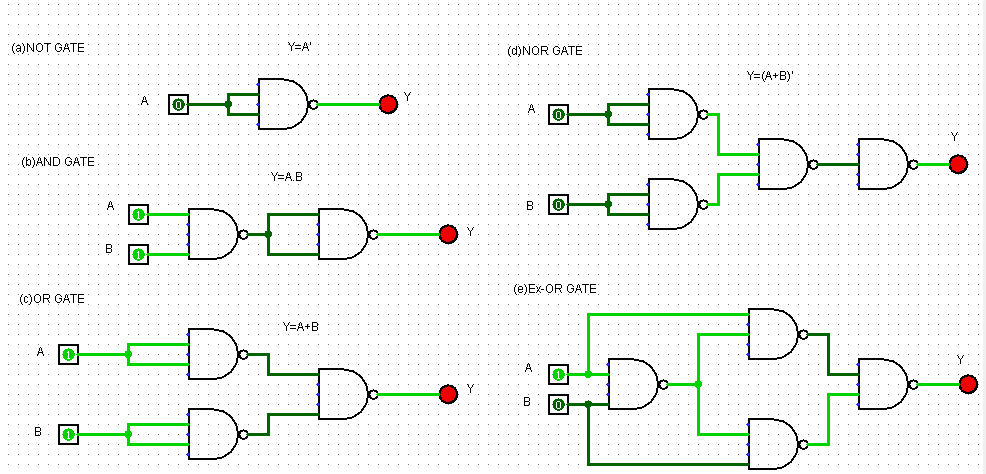 (a)NOT GATE
Y=A'
A
0
Y
(b)AND GATE
Y=A.B
A
1
B
1
Y
(c)OR GATE
Y=A+B
A
1
B
1
Y
(d)NOR GATE
Y=(A+B)'
A
0
B
0
Y
(e)Ex-OR GATE
A
1
B
0
Y